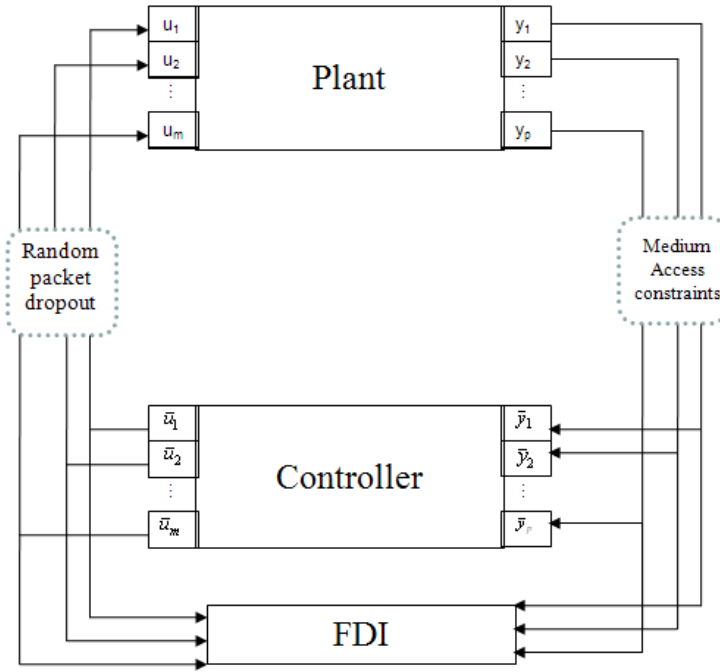 u₁
y₁
u₂
y₂
Plant
⋮
⋮
uₘ
yₚ
Random
packet
dropout
Medium
Access
constraints
ū₁
ȳ₁
ū₂
ȳ₂
Controller
⋮
⋮
ūₘ
ȳₚ
FDI